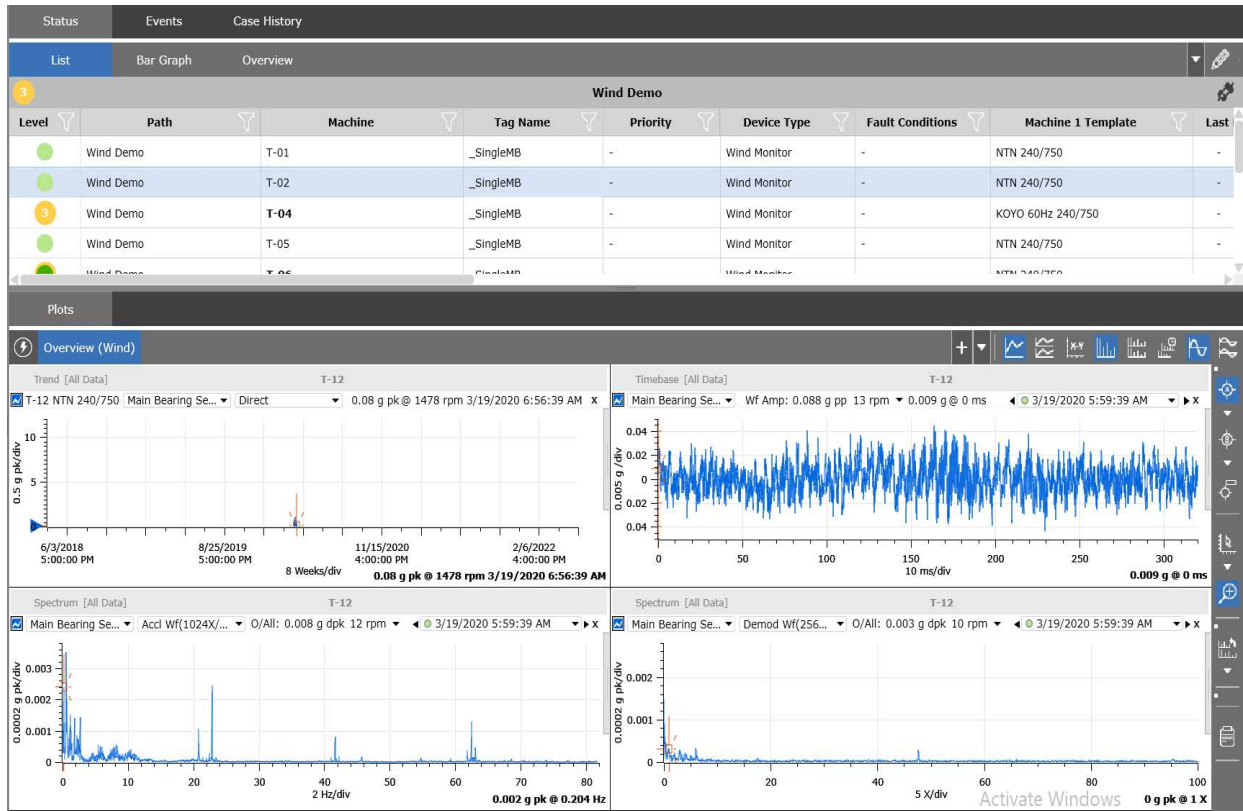 Status Events Case History
List Bar Graph Overview
3 Wind Demo
Level Path Machine Tag Name Priority Device Type Fault Conditions Machine 1 Template Last
Wind Demo T-01 _SingleMB - Wind Monitor - NTN 240/750 -
Wind Demo T-02 _SingleMB - Wind Monitor - NTN 240/750 -
3 Wind Demo T-04 _SingleMB - Wind Monitor - KOYO 60Hz 240/750 -
Wind Demo T-05 _SingleMB - Wind Monitor - NTN 240/750 -
Wind Demo T-06 _SingleMB Wind Monitor NTN 240/750
Plots
Overview (Wind) + X-Y
Trend [All Data] T-12
T-12 NTN 240/750 Main Bearing Se... Direct 0.08 g pk @ 1478 rpm 3/19/2020 6:56:39 AM x
0.5 g pk/div
10
5
0
6/3/2018 8/25/2019 11/15/2020 2/6/2022
5:00:00 PM 5:00:00 PM 4:00:00 PM 4:00:00 PM
8 Weeks/div
0.08 g pk @ 1478 rpm 3/19/2020 6:56:39 AM
Timebase [All Data] T-12
Main Bearing Se... Wf Amp: 0.088 g pp 13 rpm 0.009 g@ 0 ms 3/19/2020 5:59:39 AM x
0.005 g /div
0.04
0.02
0
0.02
0.04
0 50 100 150 200 250 300
10 ms/div
0.009 g @ 0 ms
Spectrum [All Data] T-12
Main Bearing Se... Accl Wf(1024X/... O/All: 0.008 g dpk 12 rpm 3/19/2020 5:59:39 AM x
0.0002 g pk/div
0.003
0.002
0.001
0
0 10 20 30 40 50 60 70 80
2 Hz/div
0.002 g pk @ 0.204 Hz
Spectrum [All Data] T-12
Main Bearing Se... Demod Wf(256... O/All: 0.003 g dpk 10 rpm 3/19/2020 5:59:39 AM x
0.0002 g pk/div
0.002
0.001
0
0 20 40 60 80 100
5 X/div
Activate Windows
0 g pk @ 1 X